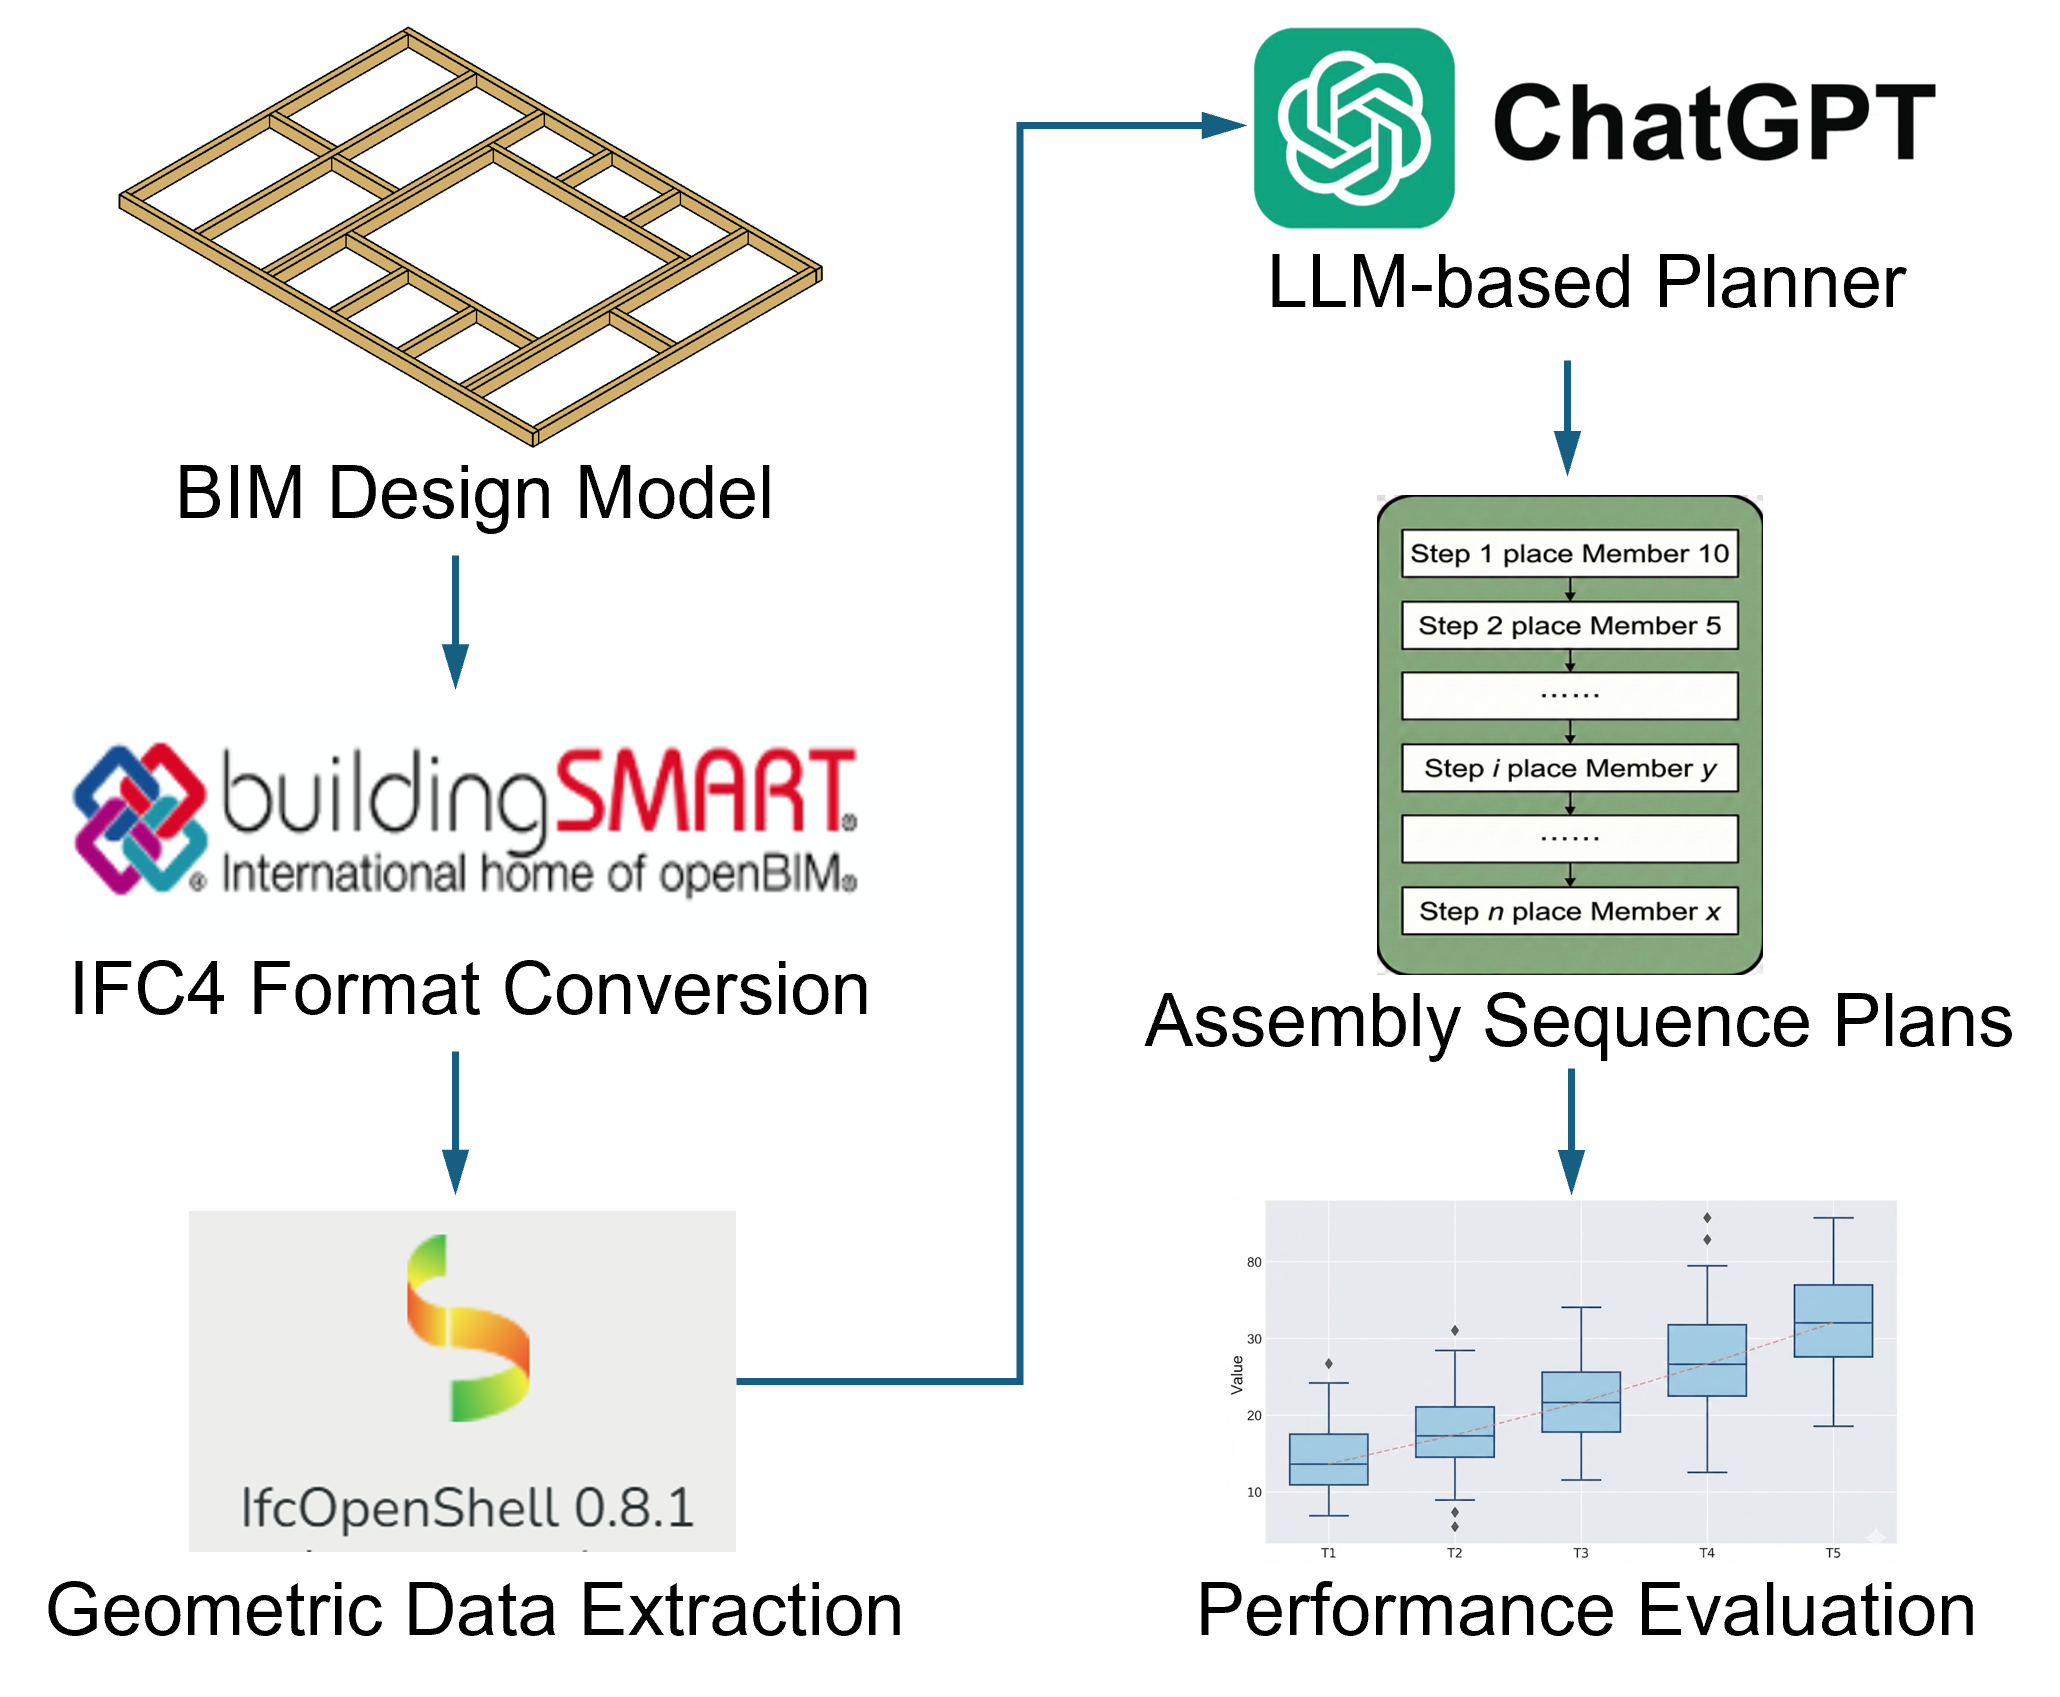 BIM Design Model
buildingSMART®
International home of openBIM®
®
IFC4 Format Conversion
IfcOpenShell 0.8.1
Geometric Data Extraction
ChatGPT
LLM-based Planner
Step 1 place Member 10
Step 2 place Member 5
......
Step i place Member y
......
Step n place Member x
Assembly Sequence Plans
80
30
20
10
Value
T1 T2 T3 T4 T5
Performance Evaluation